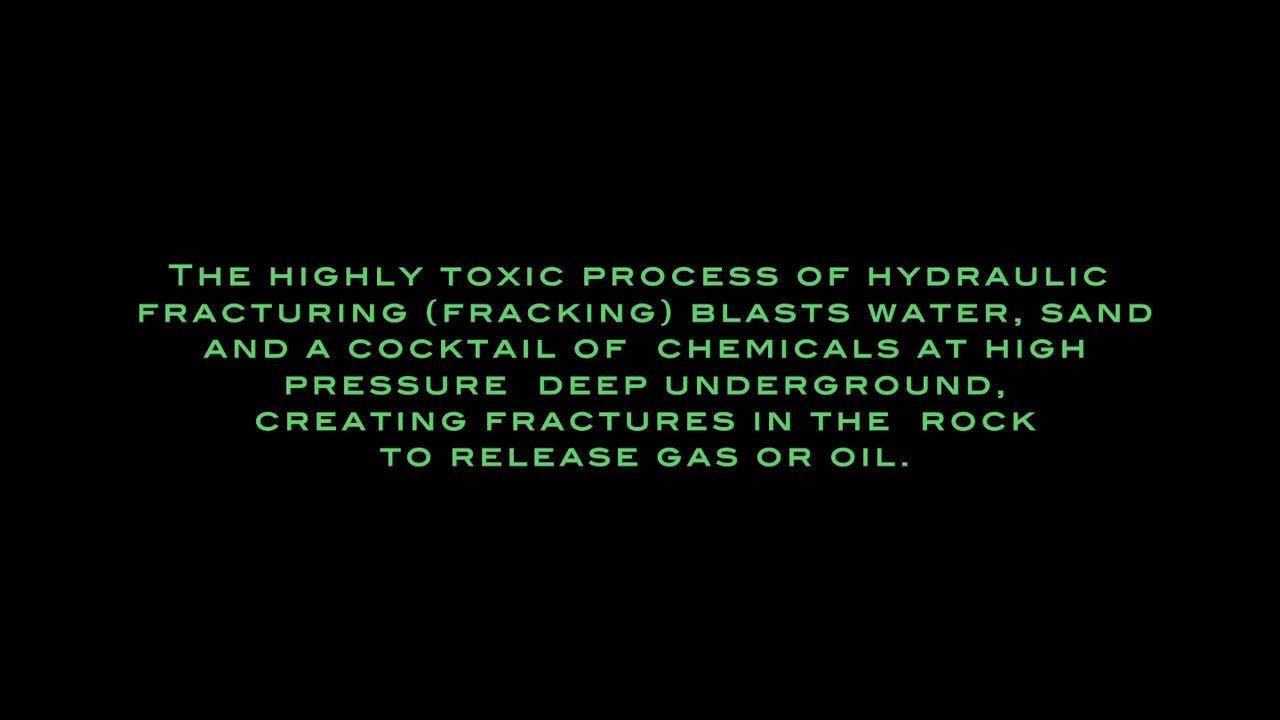 The highly toxic process of hydraulic
fracturing (fracking) blasts water, sand
and a cocktail of  chemicals at high
pressure  deep underground,
creating fractures in the  rock
to release gas or oil.